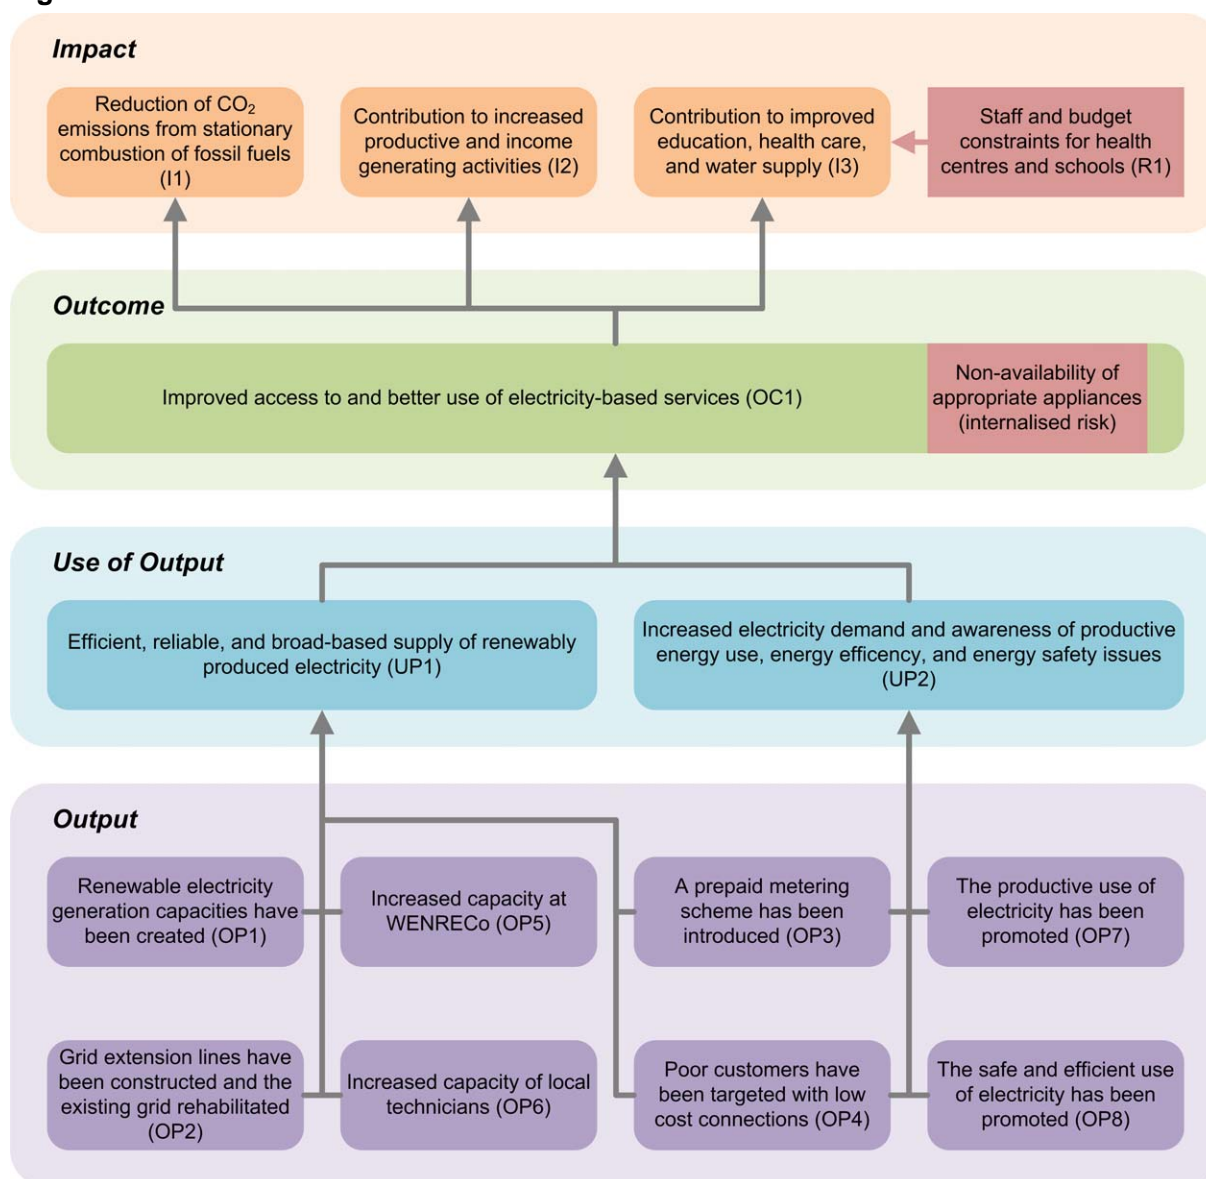 Impact
Reduction of CO₂
emissions from stationary
combustion of fossil fuels
(I1)
Contribution to increased
productive and income
generating activities (I2)
Contribution to improved
education, health care,
and water supply (I3)
Staff and budget
constraints for health
centres and schools (R1)
Outcome
Improved access to and better use of electricity-based services (OC1)
Non-availability of
appropriate appliances
(internalised risk)
Use of Output
Efficient, reliable, and broad-based supply of renewably
produced electricity (UP1)
Increased electricity demand and awareness of productive
energy use, energy efficency, and energy safety issues
(UP2)
Output
Renewable electricity
generation capacities have
been created (OP1)
Increased capacity at
WENRECo (OP5)
A prepaid metering
scheme has been
introduced (OP3)
The productive use of
electricity has been
promoted (OP7)
Grid extension lines have
been constructed and the
existing grid rehabilitated
(OP2)
Increased capacity of local
technicians (OP6)
Poor customers have
been targeted with low
cost connections (OP4)
The safe and efficient use
of electricity has been
promoted (OP8)